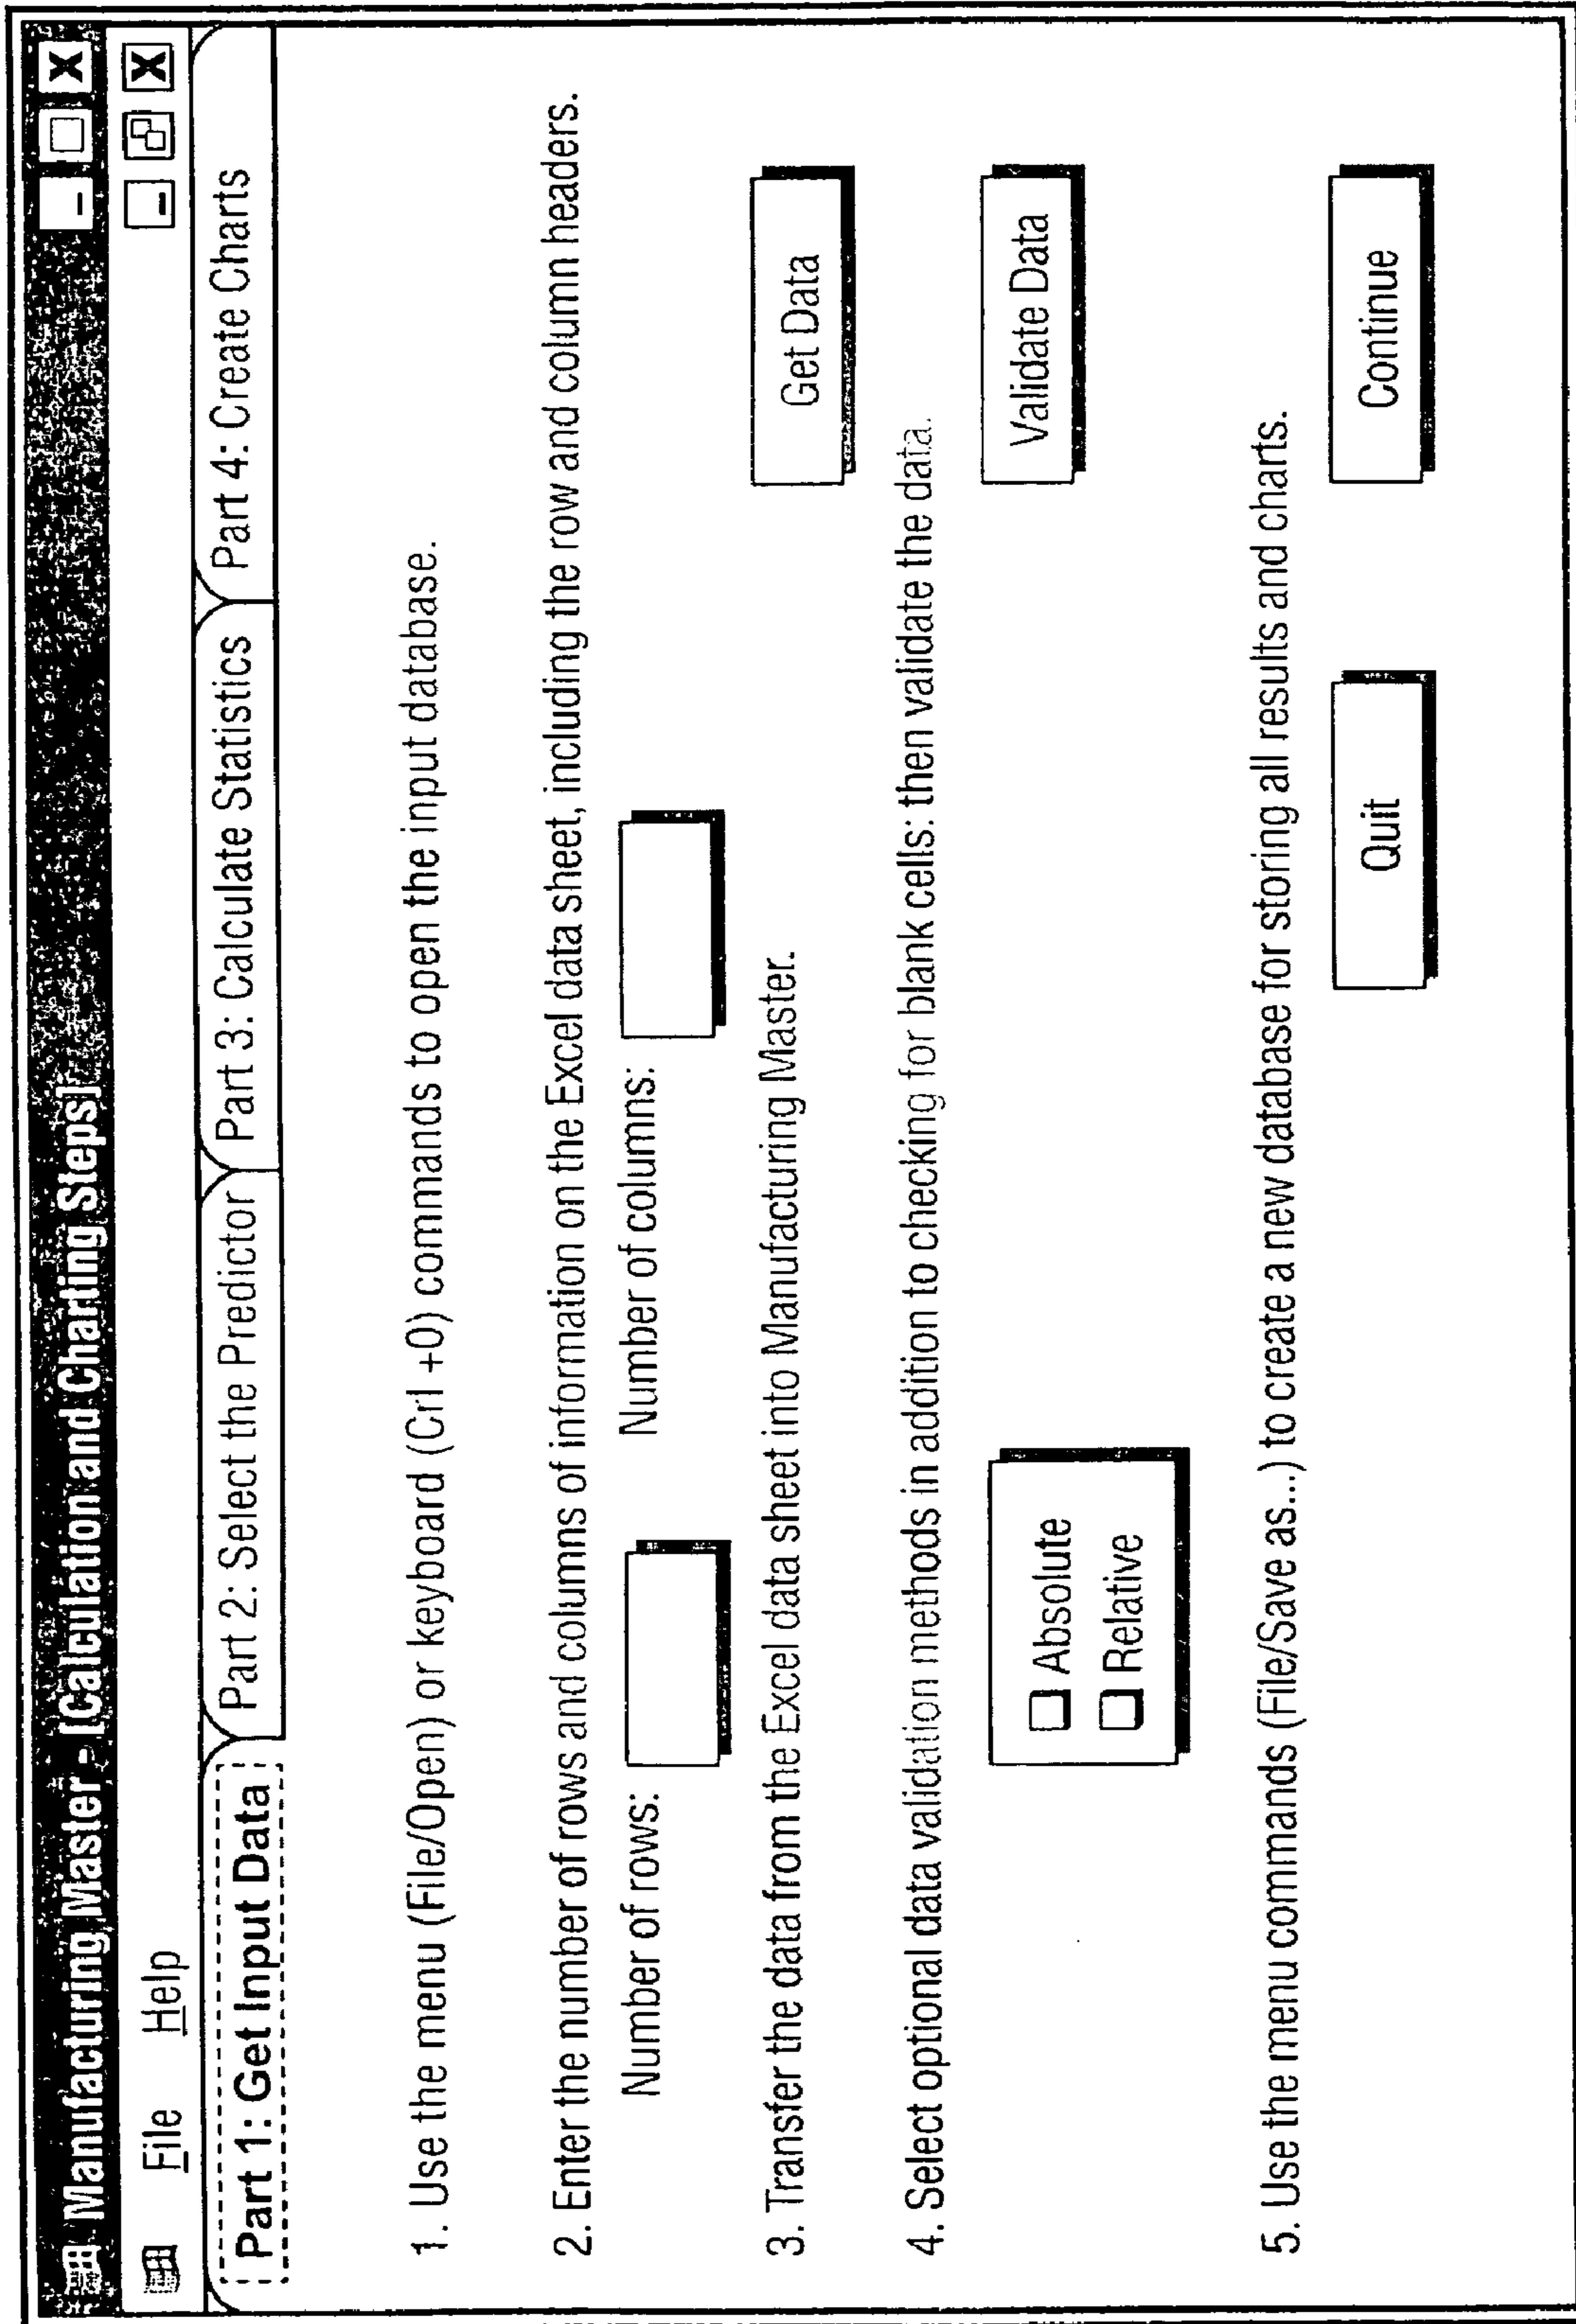 Manufacturing Master - [Calculation and Charting Steps]
File Help
Part 1: Get Input Data Part 2: Select the Predictor Part 3: Calculate Statistics Part 4: Create Charts
1. Use the menu (File/Open) or keyboard (Crl +0) commands to open the input database.
2. Enter the number of rows and columns of information on the Excel data sheet, including the row and column headers.
Number of rows: Number of columns:
3. Transfer the data from the Excel data sheet into Manufacturing Master.
Get Data
4. Select optional data validation methods in addition to checking for blank cells: then validate the data.
Absolute
Relative
Validate Data
5. Use the menu commands (File/Save as...) to create a new database for storing all results and charts.
Quit Continue